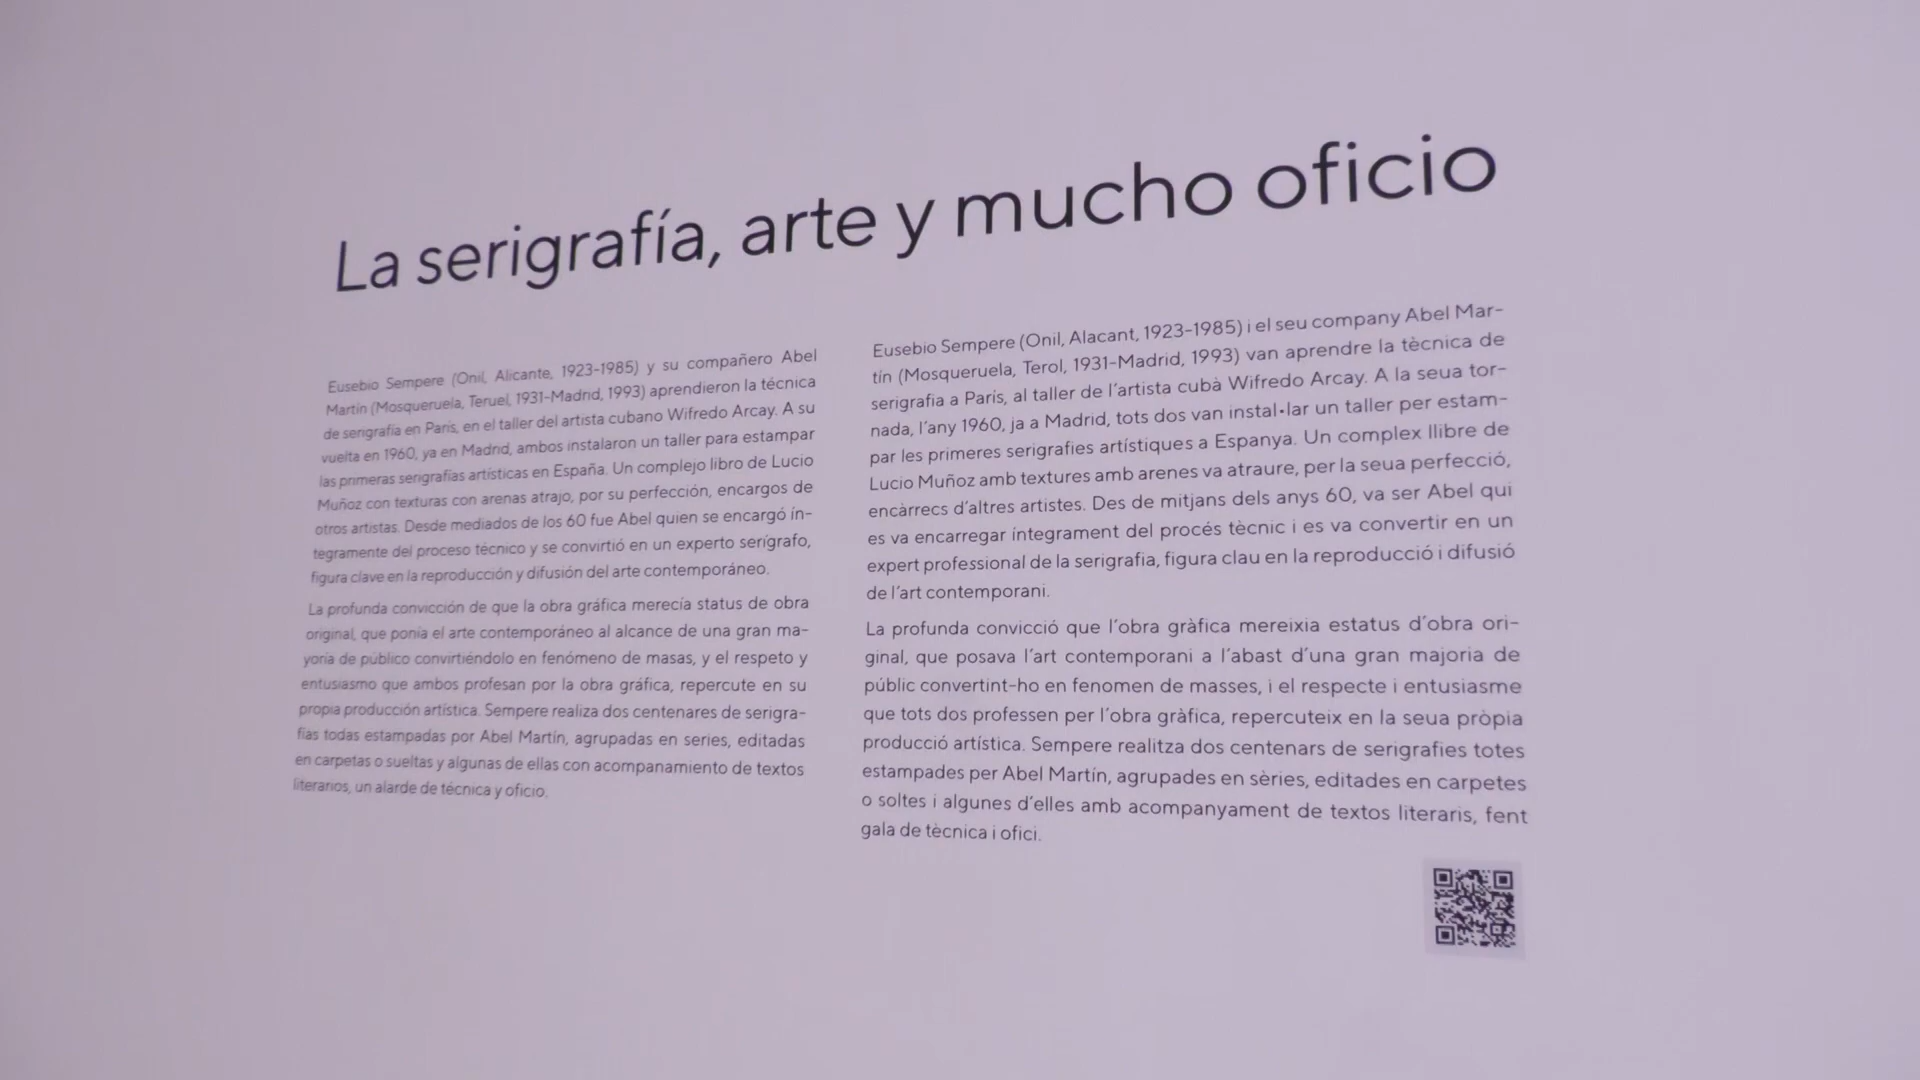 La serigrafía, arte y mucho oficio
Eusebio Sempere (Onil, Alicante, 1923-1985) y su compañero Abel
Martín (Mosqueruela, Teruel, 1931-Madrid, 1993) aprendieron la técnica
de serigrafía en París, en el taller del artista cubano Wifredo Arcay. A su
vuelta en 1960, ya en Madrid, ambos instalaron un taller para estampar
las primeras serigrafías artísticas en España. Un complejo libro de Lucio
Muñoz con texturas con arenas atrajo, por su perfección, encargos de
otros artistas. Desde mediados de los 60 fue Abel quien se encargó ín-
tegramente del proceso técnico y se convirtió en un experto serígrafo,
figura clave en la reproducción y difusión del arte contemporáneo.
La profunda convicción de que la obra gráfica merecía status de obra
original, que ponía el arte contemporáneo al alcance de una gran ma-
yoría de público convirtiéndolo en fenómeno de masas, y el respeto y
entusiasmo que ambos profesan por la obra gráfica, repercute en su
propia producción artística. Sempere realiza dos centenares de serigra-
fías todas estampadas por Abel Martín, agrupadas en series, editadas
en carpetas o sueltas y algunas de ellas con acompanamiento de textos
literarios, un alarde de técnica y oficio.
Eusebio Sempere (Onil, Alacant, 1923-1985) i el seu company Abel Mar-
tín (Mosqueruela, Terol, 1931-Madrid, 1993) van aprendre la tècnica de
serigrafia a París, al taller de l'artista cubà Wifredo Arcay. A la seua tor-
nada, l'any 1960, ja a Madrid, tots dos van instal•lar un taller per estam-
par les primeres serigrafies artístiques a Espanya. Un complex llibre de
Lucio Muñoz amb textures amb arenes va atraure, per la seua perfecció,
encàrrecs d'altres artistes. Des de mitjans dels anys 60, va ser Abel qui
es va encarregar íntegrament del procés tècnic i es va convertir en un
expert professional de la serigrafia, figura clau en la reproducció i difusió
de l'art contemporani.
La profunda convicció que l'obra gràfica mereixia estatus d'obra ori-
ginal, que posava l'art contemporani a l'abast d'una gran majoria de
públic convertint-ho en fenomen de masses, i el respecte i entusiasme
que tots dos professen per l'obra gràfica, repercuteix en la seua pròpia
producció artística. Sempere realitza dos centenars de serigrafies totes
estampades per Abel Martín, agrupades en sèries, editades en carpetes
o soltes i algunes d'elles amb acompanyament de textos literaris, fent
gala de tècnica i ofici.